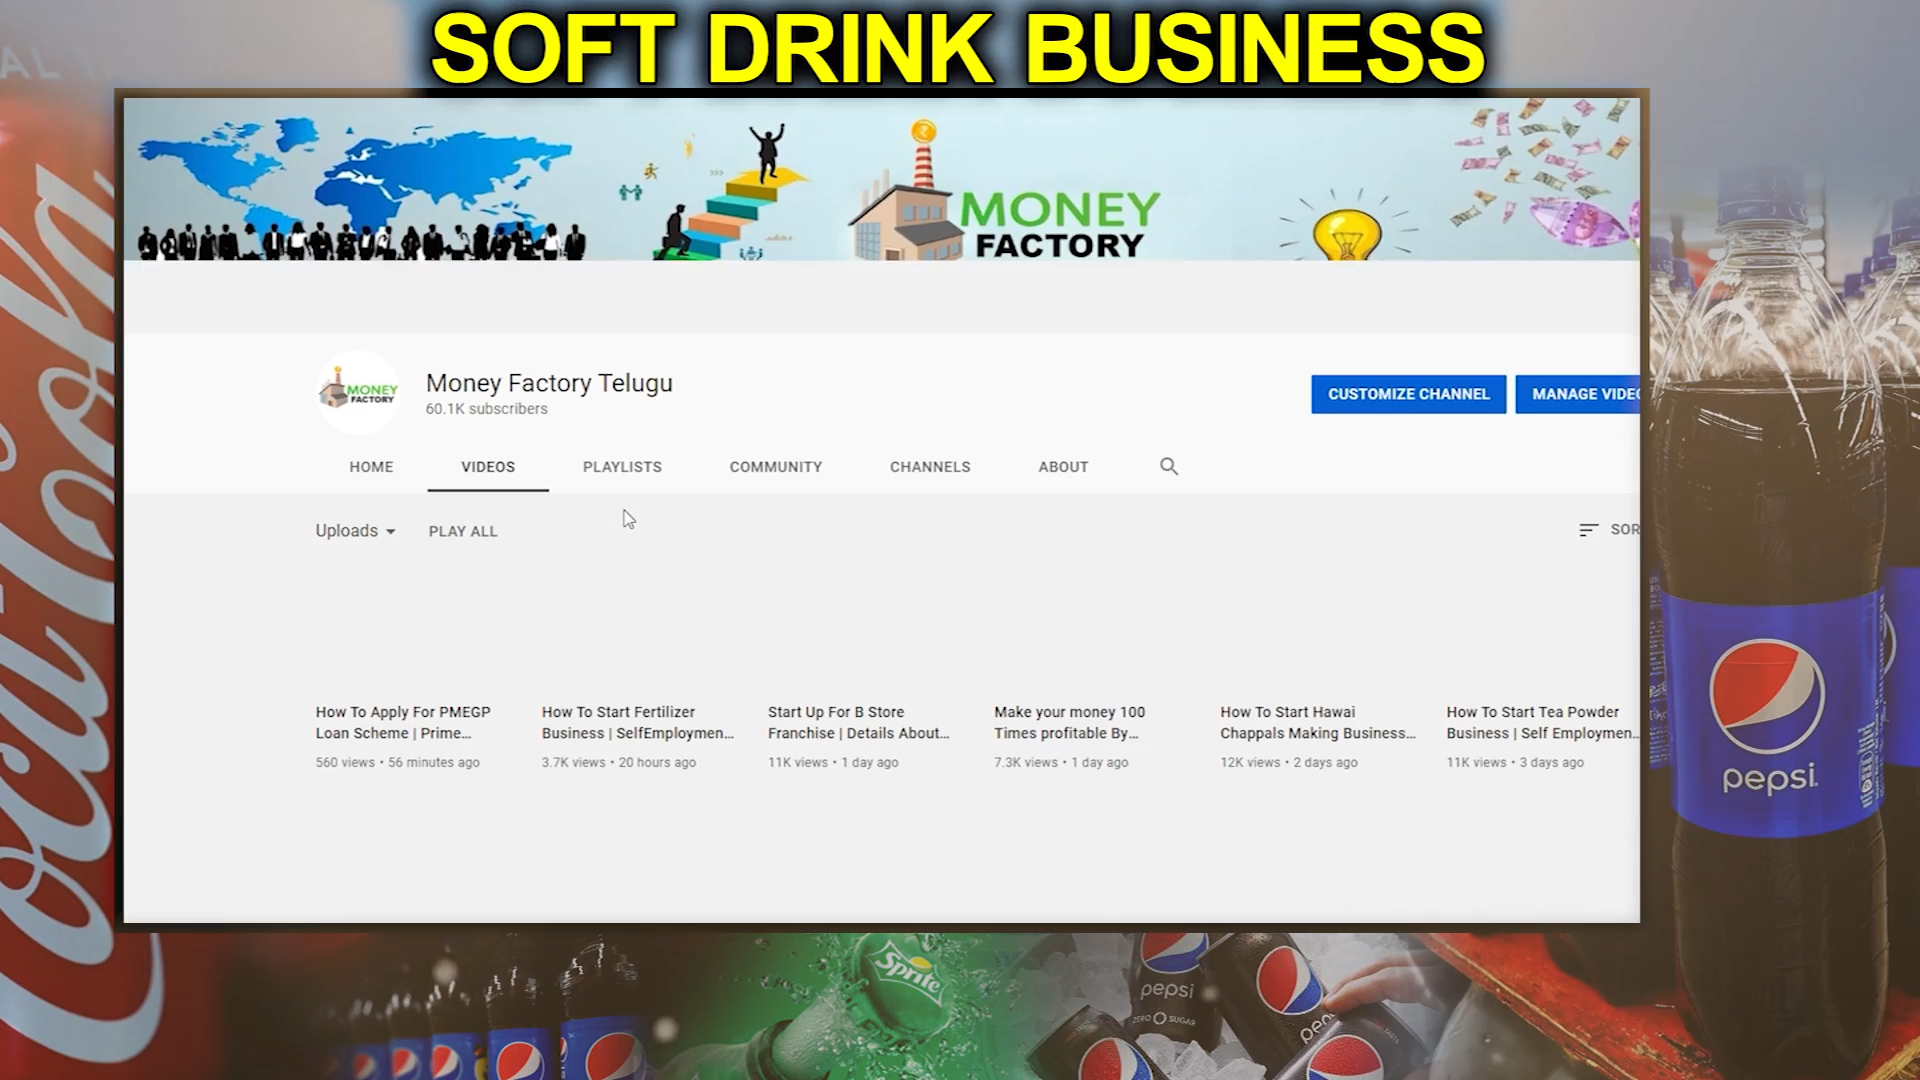 SOFT DRINK BUSINESS
MONEY
FACTORY
MONEY
FACTORY
Money Factory Telugu
60.1K subscribers
CUSTOMIZE CHANNEL
MANAGE VIDEO
HOME
VIDEOS
PLAYLISTS
COMMUNITY
CHANNELS
ABOUT
Uploads
PLAY ALL
SOR
How To Apply For PMEGP
Loan Scheme | Prime...
560 views • 56 minutes ago
How To Start Fertilizer
Business | SelfEmploymen...
3.7K views • 20 hours ago
Start Up For B Store
Franchise | Details About...
11K views • 1 day ago
Make your money 100
Times profitable By...
7.3K views • 1 day ago
How To Start Hawai
Chappals Making Business...
12K views • 2 days ago
How To Start Tea Powder
Business | Self Employmen...
11K views • 3 days ago
Coca-Cola
pepsi
Sprite
pepsi
ZERO SUGAR